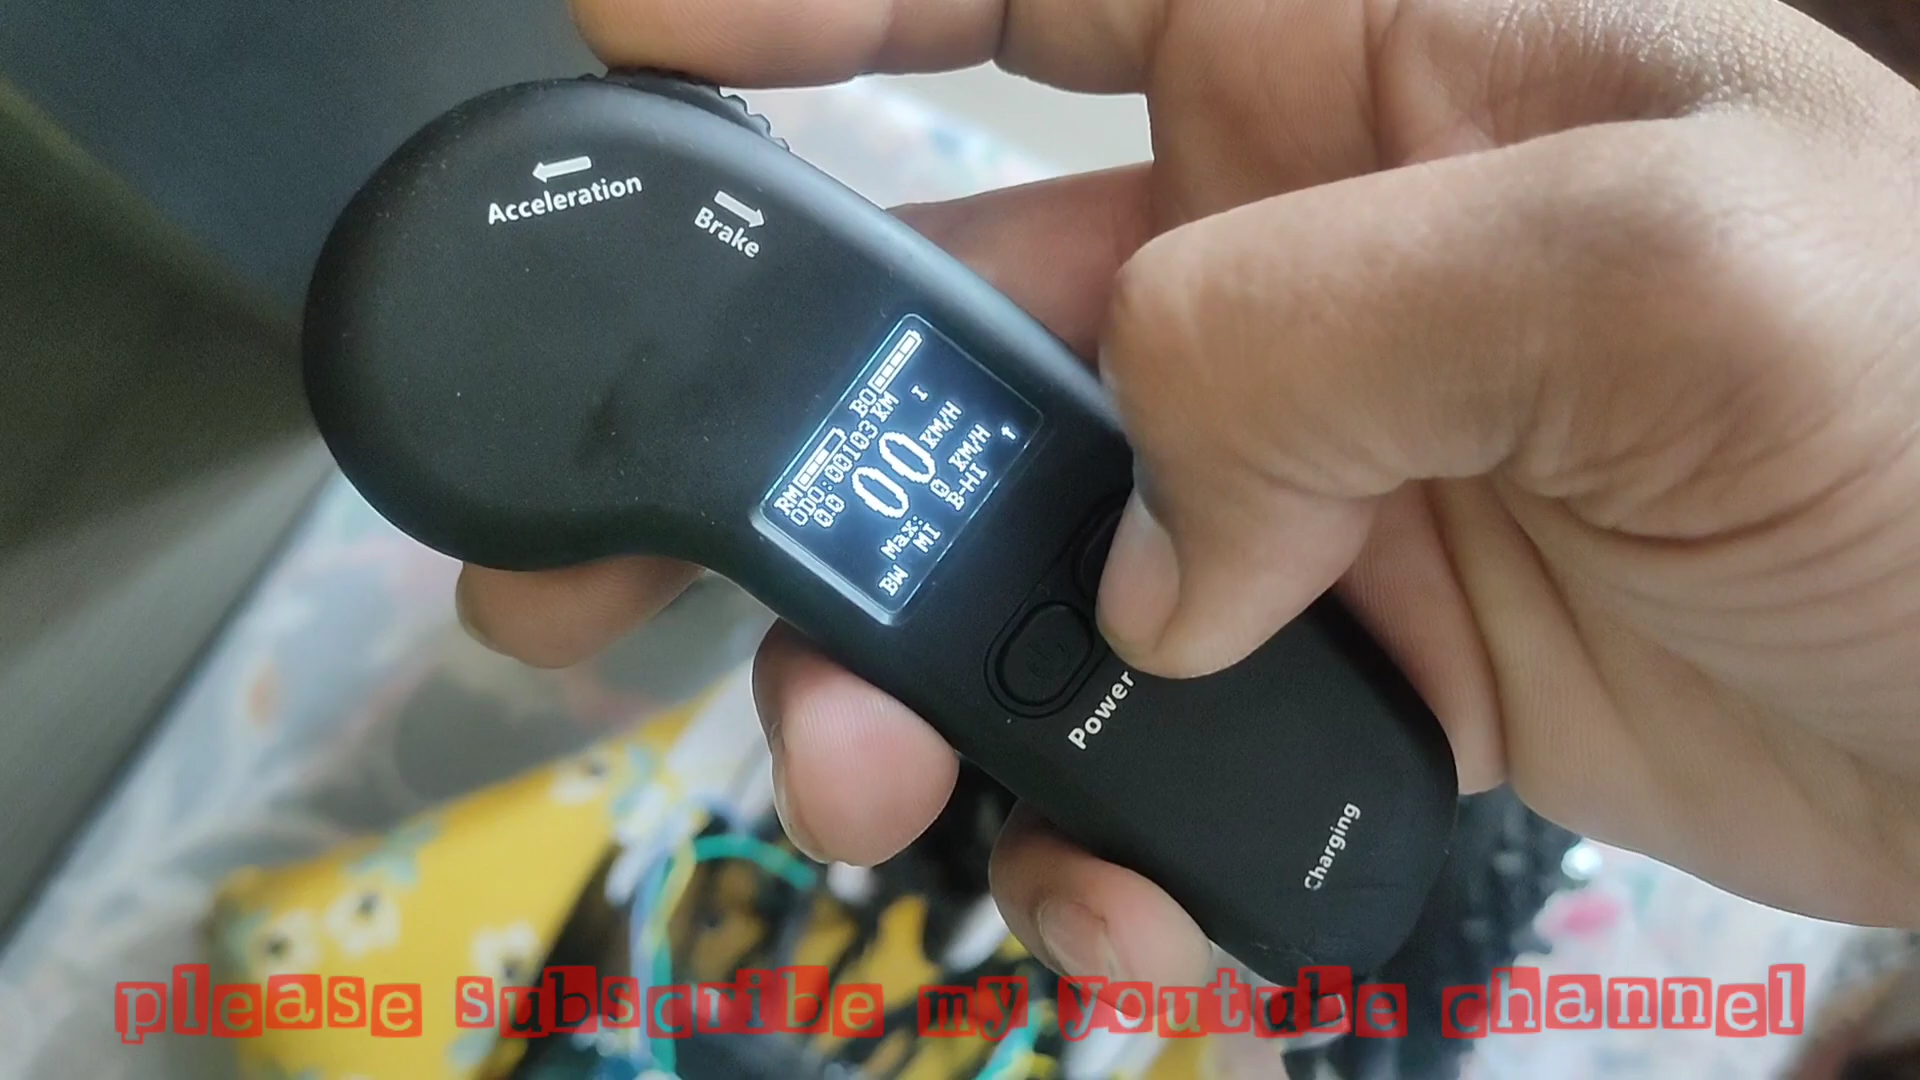 Acceleration
Brake
RM BO
ODO:00103 KM
0.0 00 KM/H I
Max: 0 KM/H
MI B-HI
BW
Power
Charging
please subscribe my youtube channel